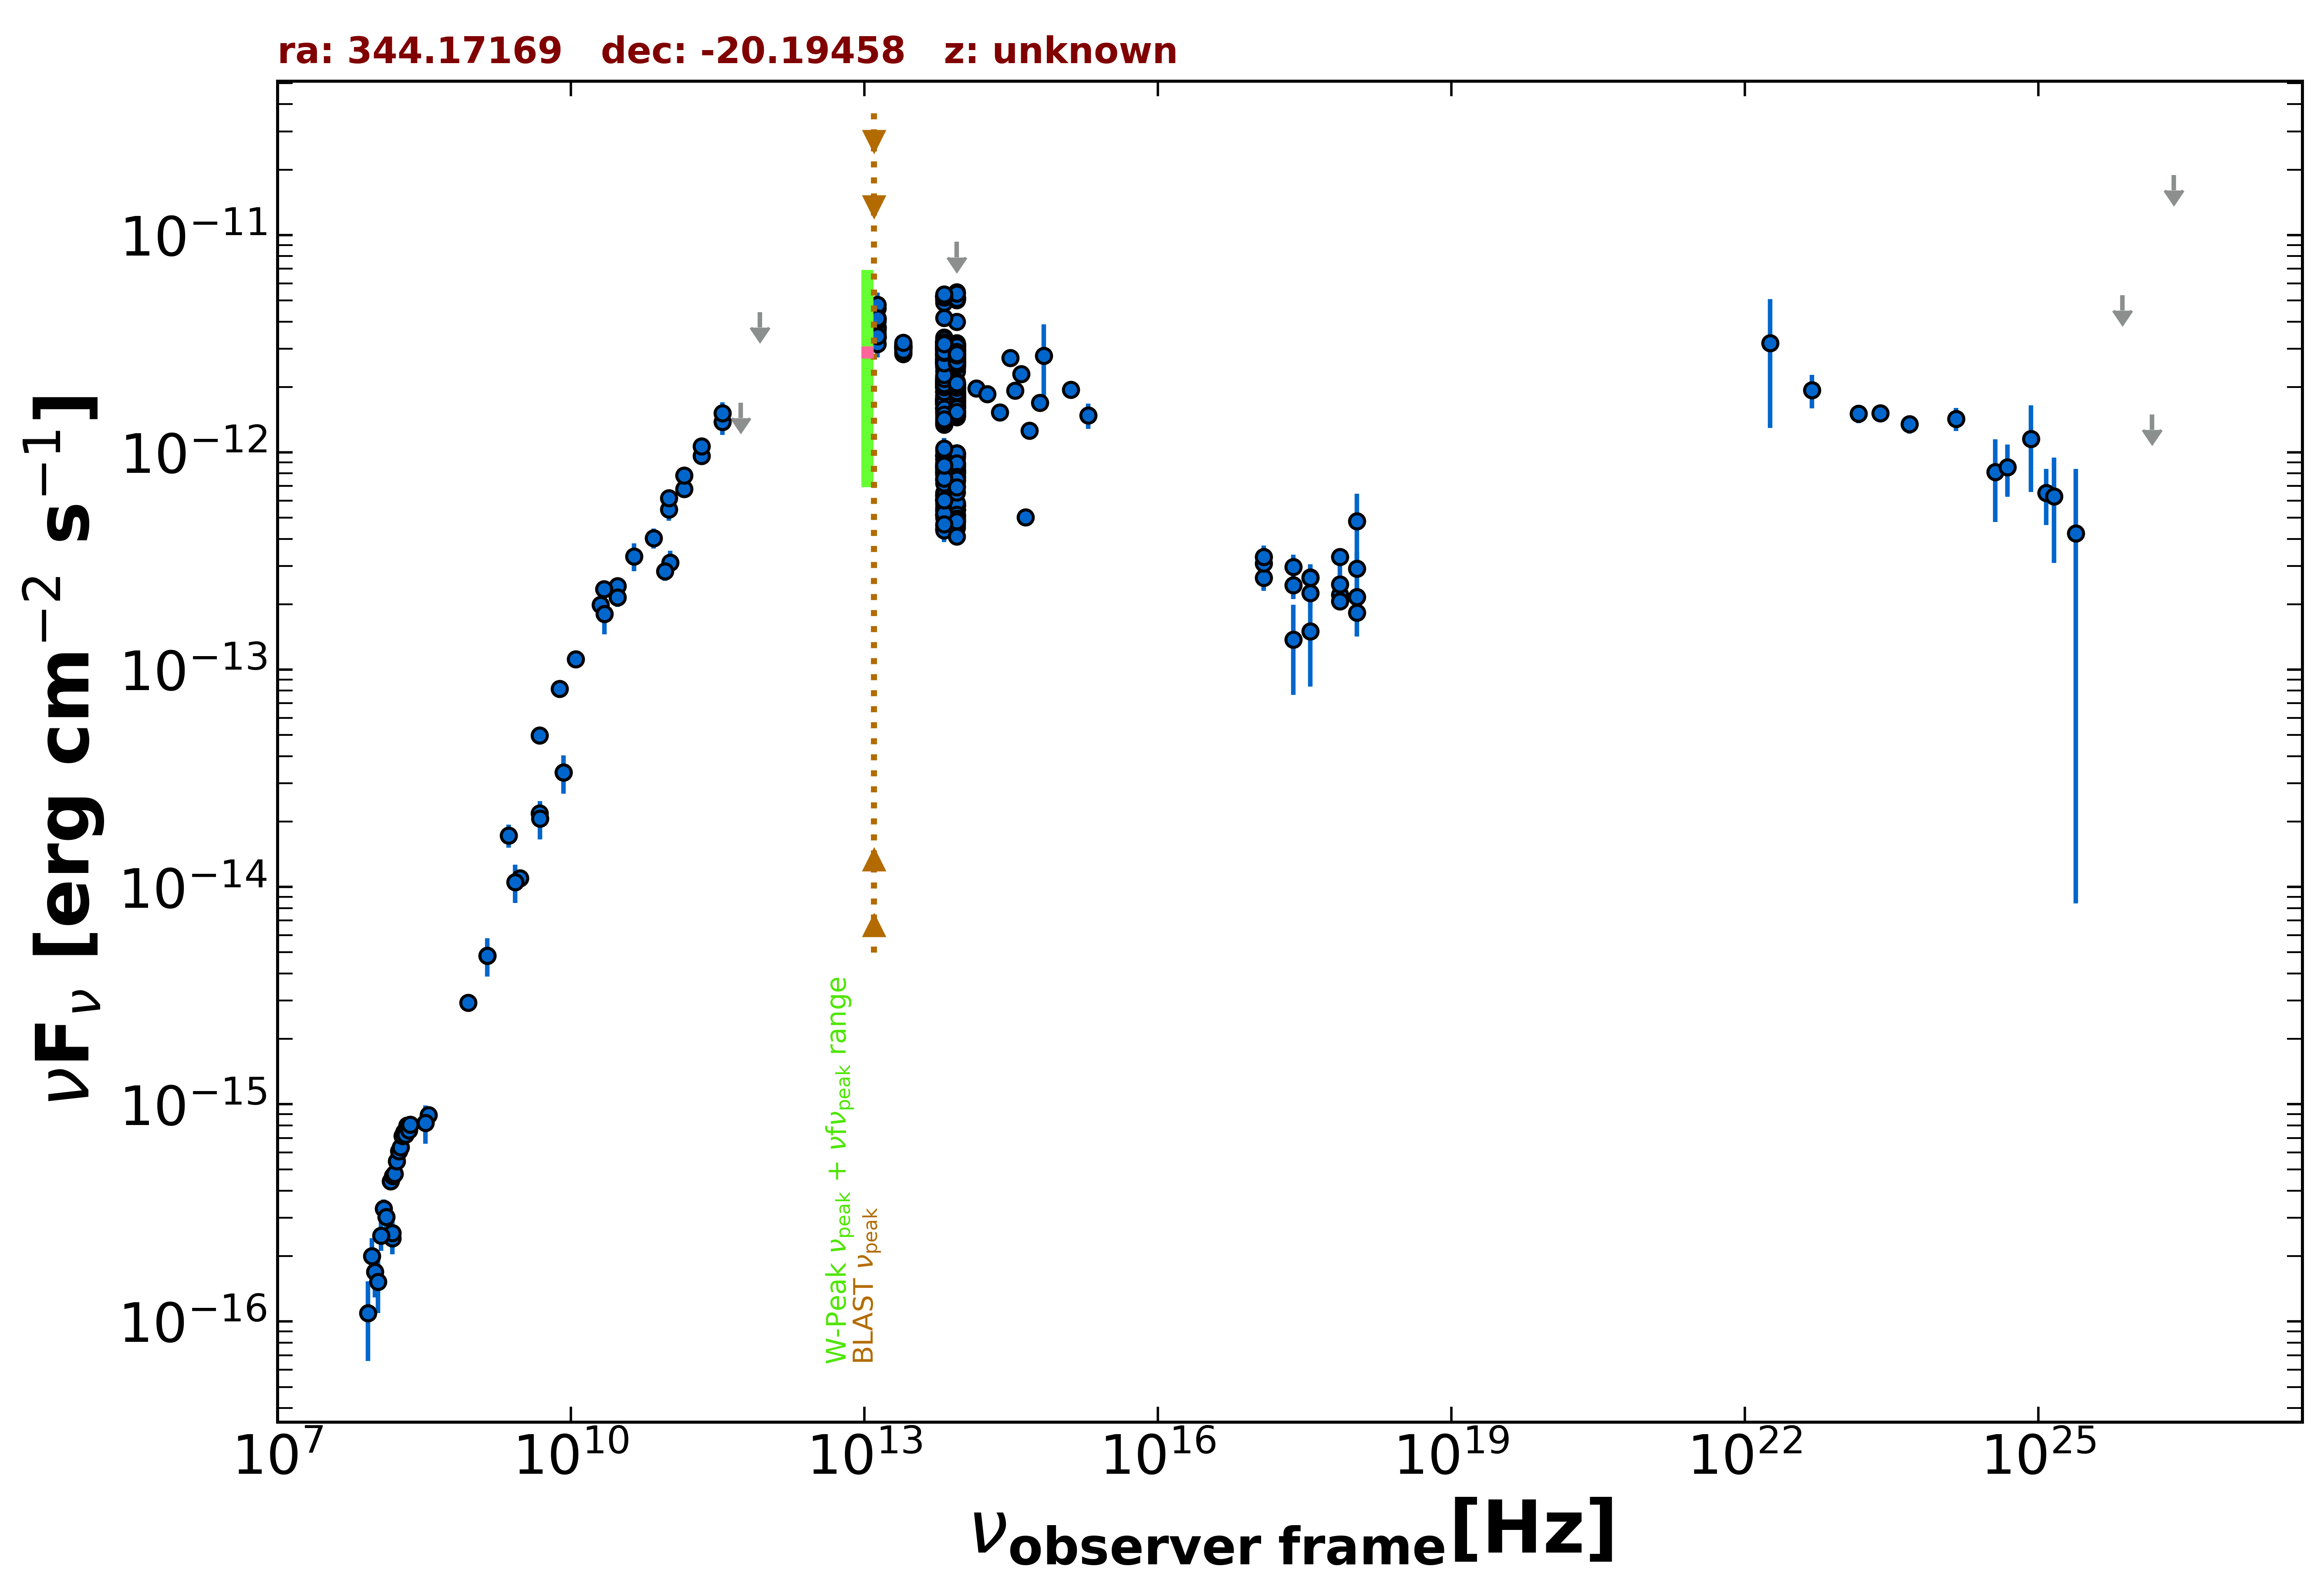 ra: 344.17169 dec: -20.19458 z: unknown
νFν [erg cm⁻² s⁻¹]
10⁻¹¹
10⁻¹²
10⁻¹³
10⁻¹⁴
10⁻¹⁵
10⁻¹⁶
W-Peak νpeak + νfνpeak range
BLAST νpeak
10⁷ 10¹⁰ 10¹³ 10¹⁶ 10¹⁹ 10²² 10²⁵
νobserver frame[Hz]